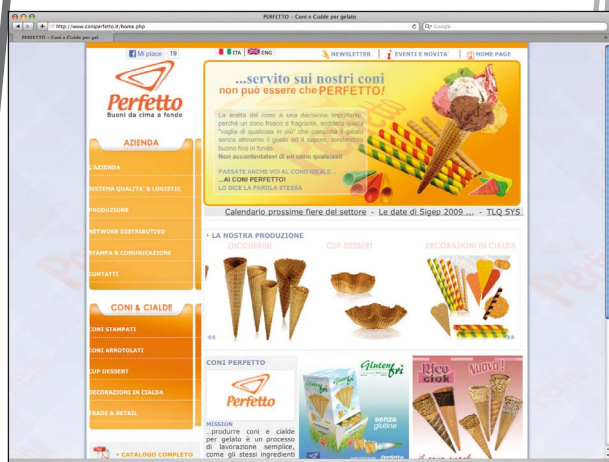 PERFETTO – Coni e Cialde per gelato
http://www.coniperfetto.it/home.php
Google
PERFETTO – Coni e Cialde per gel...
Mi piace 19
ITA | ENG
NEWSLETTER | EVENTI E NOVITA' | HOME PAGE
Perfetto
Buoni da cima a fondo
...servito sui nostri coni
non può essere che PERFETTO!
La scelta del cono è una decisione importante
perché un cono fresco e fragrante, soddisfa quella
"voglia di qualcosa in più" che completa il gelato
senza alterarne il gusto ed il sapore, rendendolo
buono fino in fondo.
Non accontentatevi di un cono qualsiasi!
PASSATE ANCHE VOI AL CONO IDEALE...
...AI CONI PERFETTO!
LO DICE LA PAROLA STESSA
AZIENDA
L'AZIENDA
SISTEMA QUALITA' & LOGISTIC
PRODUZIONE
NETWORK DISTRIBUTIVO
STAMPA & COMUNICAZIONE
CONTATTI
Calendario prossime fiere del settore - Le date di Sigep 2009 ... - TLQ SYS
LA NOSTRA PRODUZIONE
ZUCCHERINI
CUP DESSERT
DECORAZIONI IN CIALDA
CONI & CIALDE
CONI STAMPATI
CONI ARROTOLATI
CUP DESSERT
DECORAZIONI IN CIALDA
TRADE & RETAIL
CATALOGO COMPLETO
CONI PERFETTO
Perfetto
MISSION
...produrre coni e cialde
per gelato è un processo
di lavorazione semplice,
come gli stessi ingredienti
Gluten frì
senza
glutine
Perfetto
Rico
ciok
Nuovo!